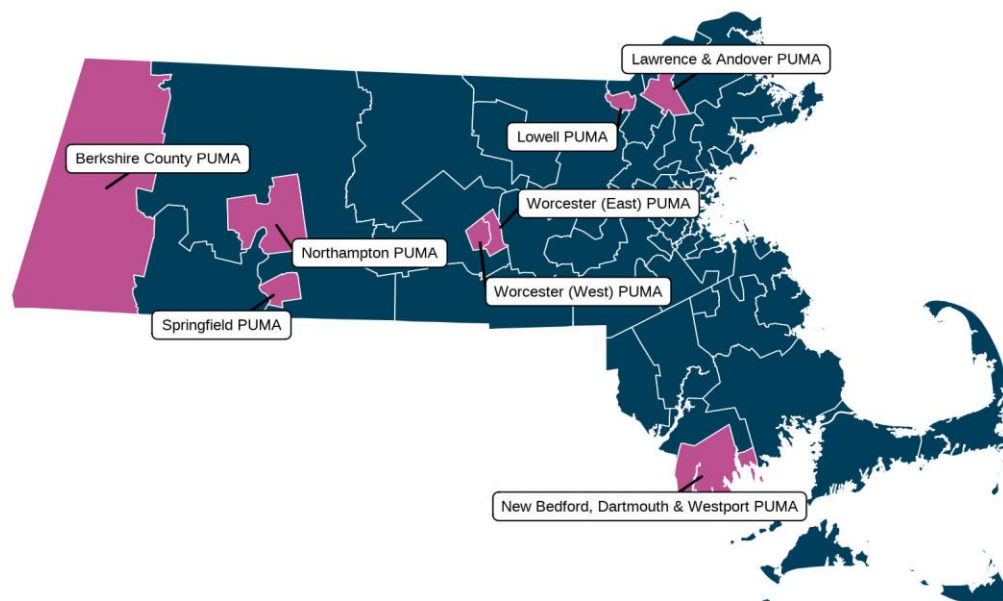 Lawrence & Andover PUMA
Lowell PUMA
Berkshire County PUMA
Worcester (East) PUMA
Northampton PUMA
Worcester (West) PUMA
Springfield PUMA
New Bedford, Dartmouth & Westport PUMA